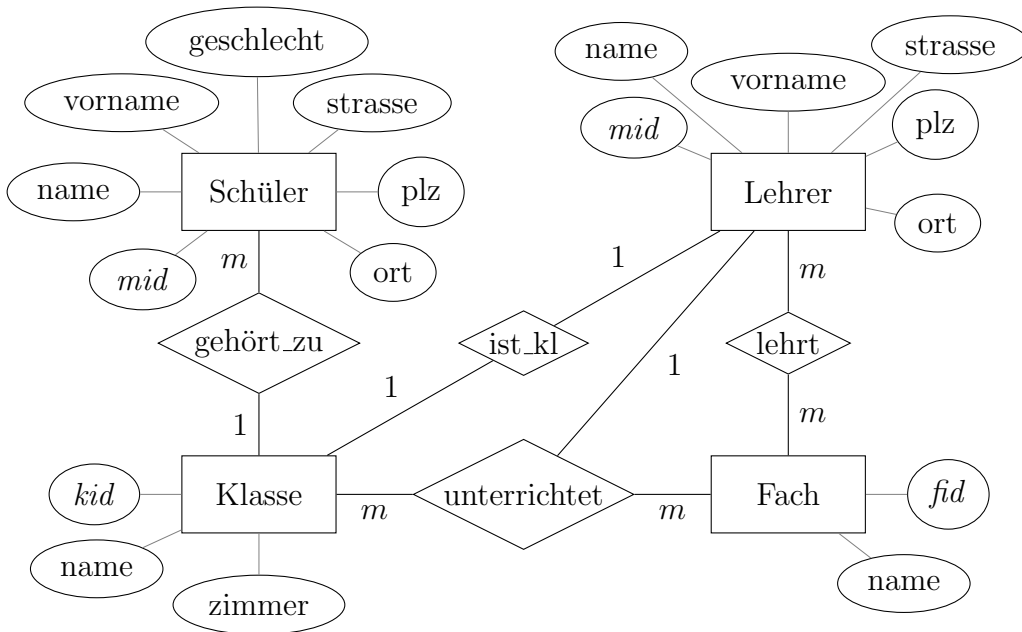 geschlecht
vorname
strasse
name
Schüler
plz
mid
ort
m
gehört_zu
1
name
vorname
strasse
mid
plz
Lehrer
ort
1
ist_kl
1
1
m
lehrt
m
kid
Klasse
name
zimmer
m
unterrichtet
m
Fach
fid
name